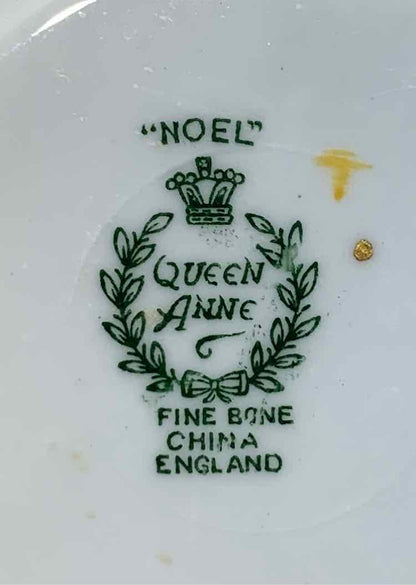 "NOEL"
QUEEN
ANNE
FINE BONE
CHINA
ENGLAND